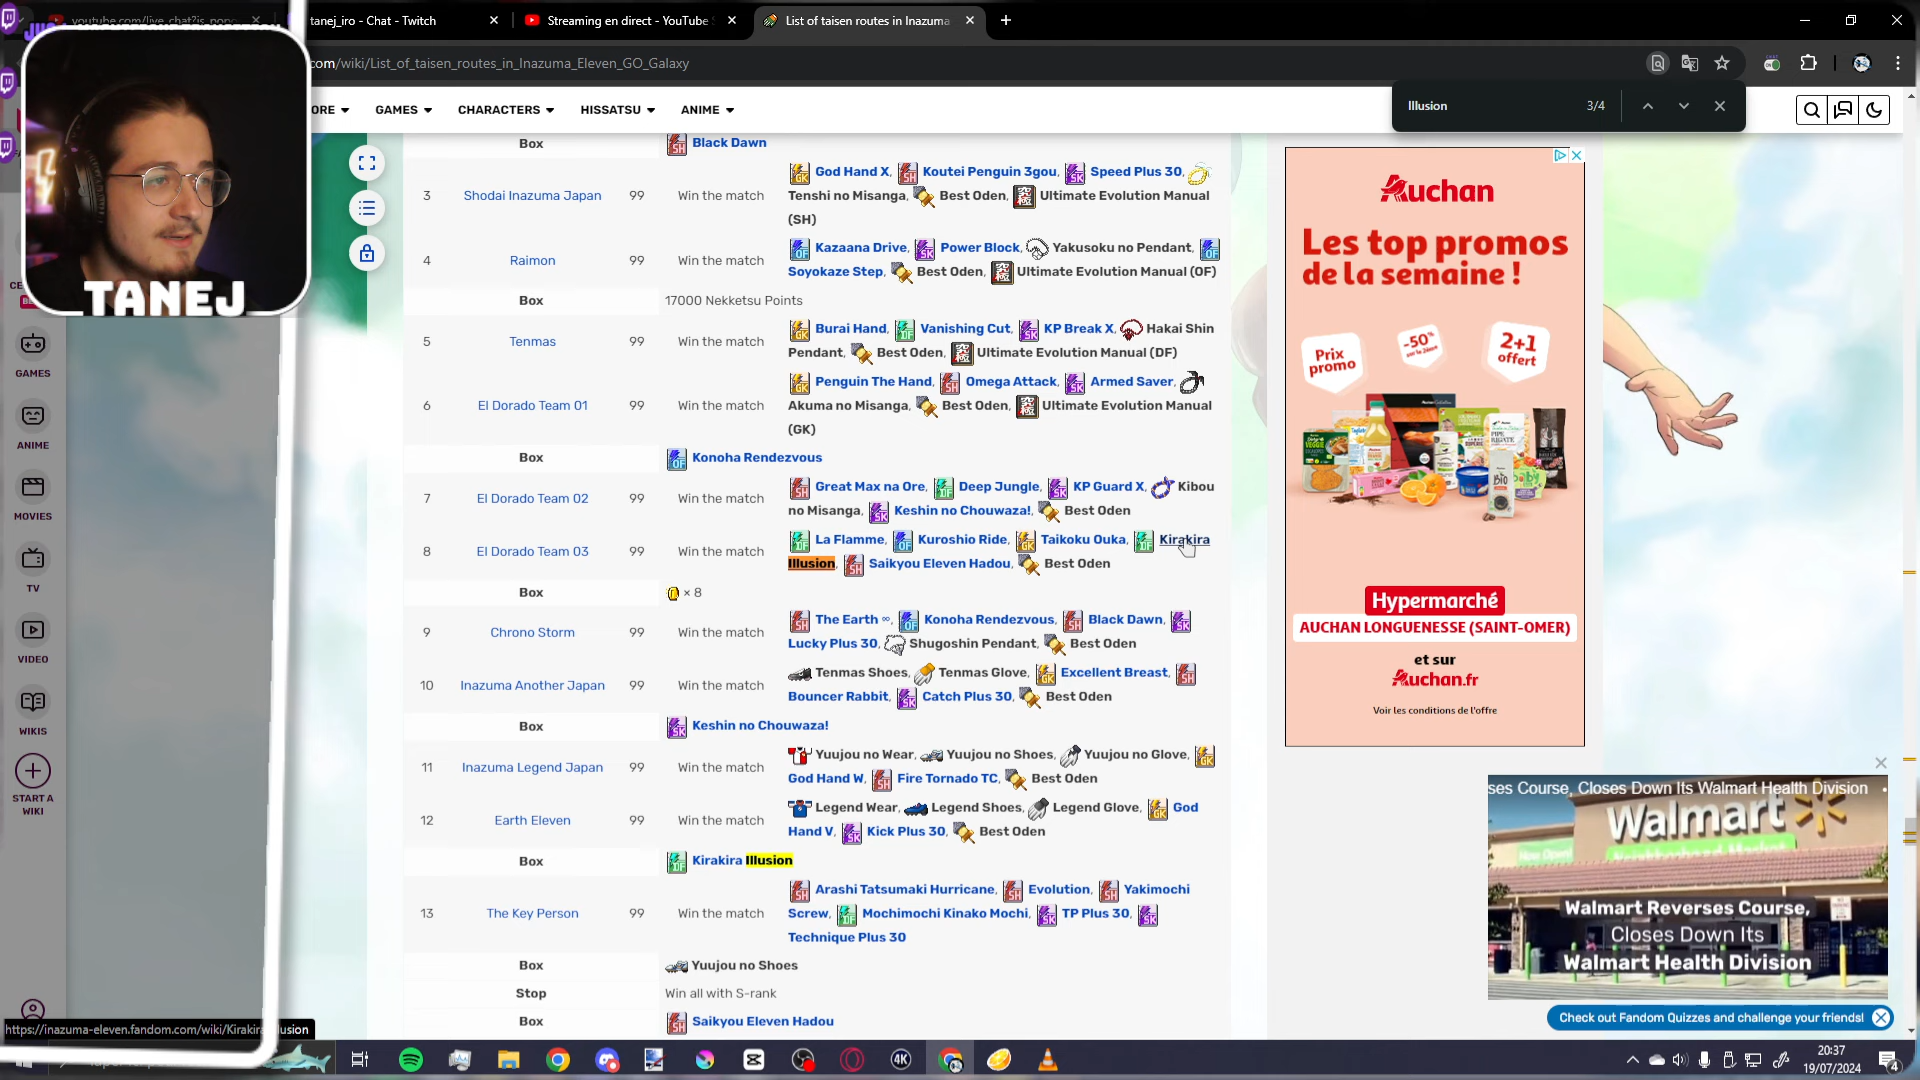 youtube.com/live_chat?is_popo
tanej_iro - Chat - Twitch
Streaming en direct - YouTube S
List of taisen routes in Inazuma
com/wiki/List_of_taisen_routes_in_Inazuma_Eleven_GO_Galaxy
Illusion 3/4
ORE GAMES CHARACTERS HISSATSU ANIME
TANEJ
GAMES
ANIME
MOVIES
TV
VIDEO
WIKIS
START A
WIKI
Box Black Dawn
3 Shodai Inazuma Japan 99 Win the match God Hand X, Koutei Penguin 3gou, Speed Plus 30,
Tenshi no Misanga, Best Oden, Ultimate Evolution Manual
(SH)
4 Raimon 99 Win the match Kazaana Drive, Power Block, Yakusoku no Pendant,
Soyokaze Step, Best Oden, Ultimate Evolution Manual (OF)
Box 17000 Nekketsu Points
5 Tenmas 99 Win the match Burai Hand, Vanishing Cut, KP Break X, Hakai Shin
Pendant, Best Oden, Ultimate Evolution Manual (DF)
6 El Dorado Team 01 99 Win the match Penguin The Hand, Omega Attack, Armed Saver,
Akuma no Misanga, Best Oden, Ultimate Evolution Manual
(GK)
Box Konoha Rendezvous
7 El Dorado Team 02 99 Win the match Great Max na Ore, Deep Jungle, KP Guard X, Kibou
no Misanga, Keshin no Chouwaza!, Best Oden
8 El Dorado Team 03 99 Win the match La Flamme, Kuroshio Ride, Taikoku Ouka, Kirakira
Illusion, Saikyou Eleven Hadou, Best Oden
Box × 8
9 Chrono Storm 99 Win the match The Earth ∞, Konoha Rendezvous, Black Dawn,
Lucky Plus 30, Shugoshin Pendant, Best Oden
10 Inazuma Another Japan 99 Win the match Tenmas Shoes, Tenmas Glove, Excellent Breast,
Bouncer Rabbit, Catch Plus 30, Best Oden
Box Keshin no Chouwaza!
11 Inazuma Legend Japan 99 Win the match Yuujou no Wear, Yuujou no Shoes, Yuujou no Glove,
God Hand W, Fire Tornado TC, Best Oden
12 Earth Eleven 99 Win the match Legend Wear, Legend Shoes, Legend Glove, God
Hand V, Kick Plus 30, Best Oden
Box Kirakira Illusion
13 The Key Person 99 Win the match Arashi Tatsumaki Hurricane, Evolution, Yakimochi
Screw, Mochimochi Kinako Mochi, TP Plus 30,
Technique Plus 30
Box Yuujou no Shoes
Stop Win all with S-rank
Box Saikyou Eleven Hadou
Auchan
Les top promos
de la semaine !
Prix
promo
-50%
2+1
offert
Hypermarché
AUCHAN LONGUENESSE (SAINT-OMER)
et sur
Auchan.fr
Voir les conditions de l'offre
ses Course, Closes Down Its Walmart Health Division
Walmart
Walmart Reverses Course,
Closes Down Its
Walmart Health Division
Check out Fandom Quizzes and challenge your friends!
https://inazuma-eleven.fandom.com/wiki/Kirakira lusion
4K
20:37
19/07/2024
4